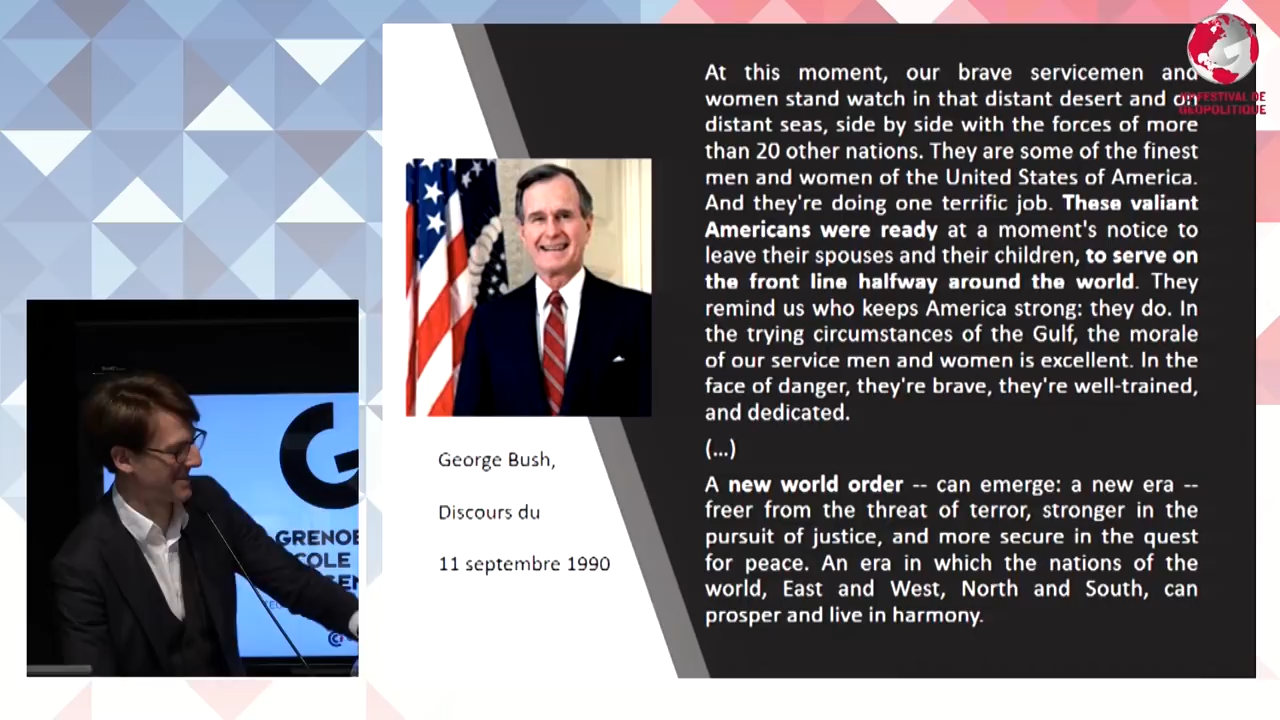 At this moment, our brave servicemen and
women stand watch in that distant desert and on
distant seas, side by side with the forces of more
than 20 other nations. They are some of the finest
men and women of the United States of America.
And they're doing one terrific job. These valiant
Americans were ready at a moment's notice to
leave their spouses and their children, to serve on
the front line halfway around the world. They
remind us who keeps America strong: they do. In
the trying circumstances of the Gulf, the morale
of our service men and women is excellent. In the
face of danger, they're brave, they're well-trained,
and dedicated.
(...)
A new world order -- can emerge: a new era --
freer from the threat of terror, stronger in the
pursuit of justice, and more secure in the quest
for peace. An era in which the nations of the
world, East and West, North and South, can
prosper and live in harmony.
George Bush,
Discours du
11 septembre 1990
FESTIVAL DE
GÉOPOLITIQUE
G
GRENOB
COLE